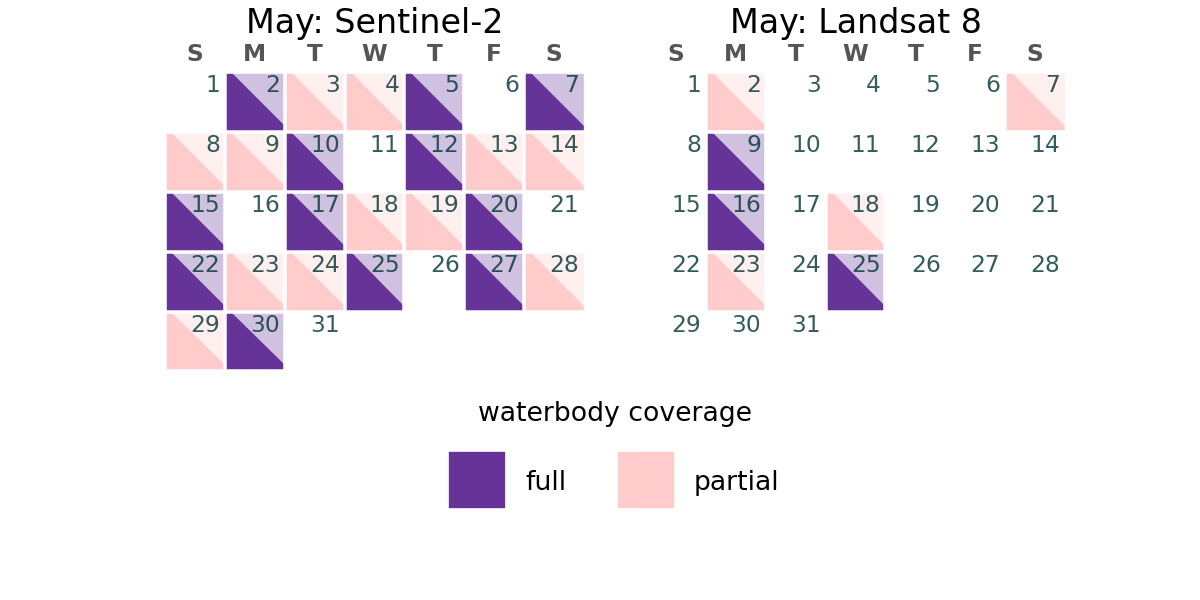 May: Sentinel-2
S M T W T F S
1 2 3 4 5 6 7
8 9 10 11 12 13 14
15 16 17 18 19 20 21
22 23 24 25 26 27 28
29 30 31
May: Landsat 8
S M T W T F S
1 2 3 4 5 6 7
8 9 10 11 12 13 14
15 16 17 18 19 20 21
22 23 24 25 26 27 28
29 30 31
waterbody coverage
full
partial